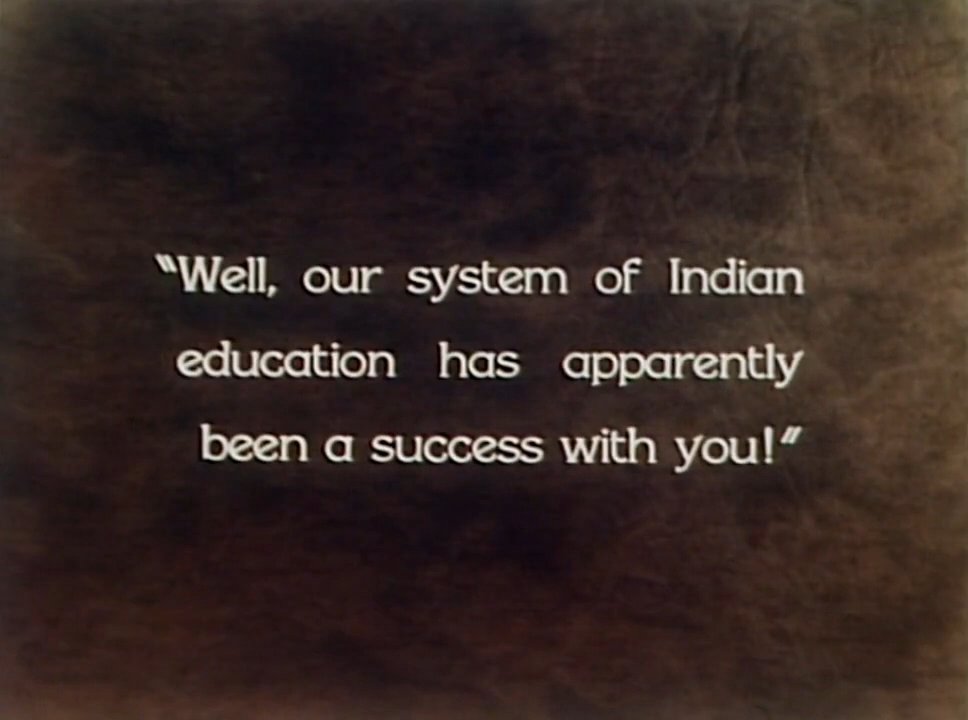 “Well, our system of Indian
education has apparently
been a success with you!”